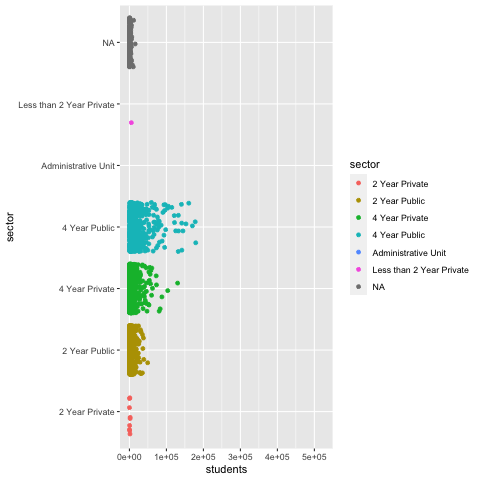 NA
Less than 2 Year Private
Administrative Unit
4 Year Public
4 Year Private
2 Year Public
2 Year Private
sector
0e+00 1e+05 2e+05 3e+05 4e+05 5e+05
students
sector
2 Year Private
2 Year Public
4 Year Private
4 Year Public
Administrative Unit
Less than 2 Year Private
NA